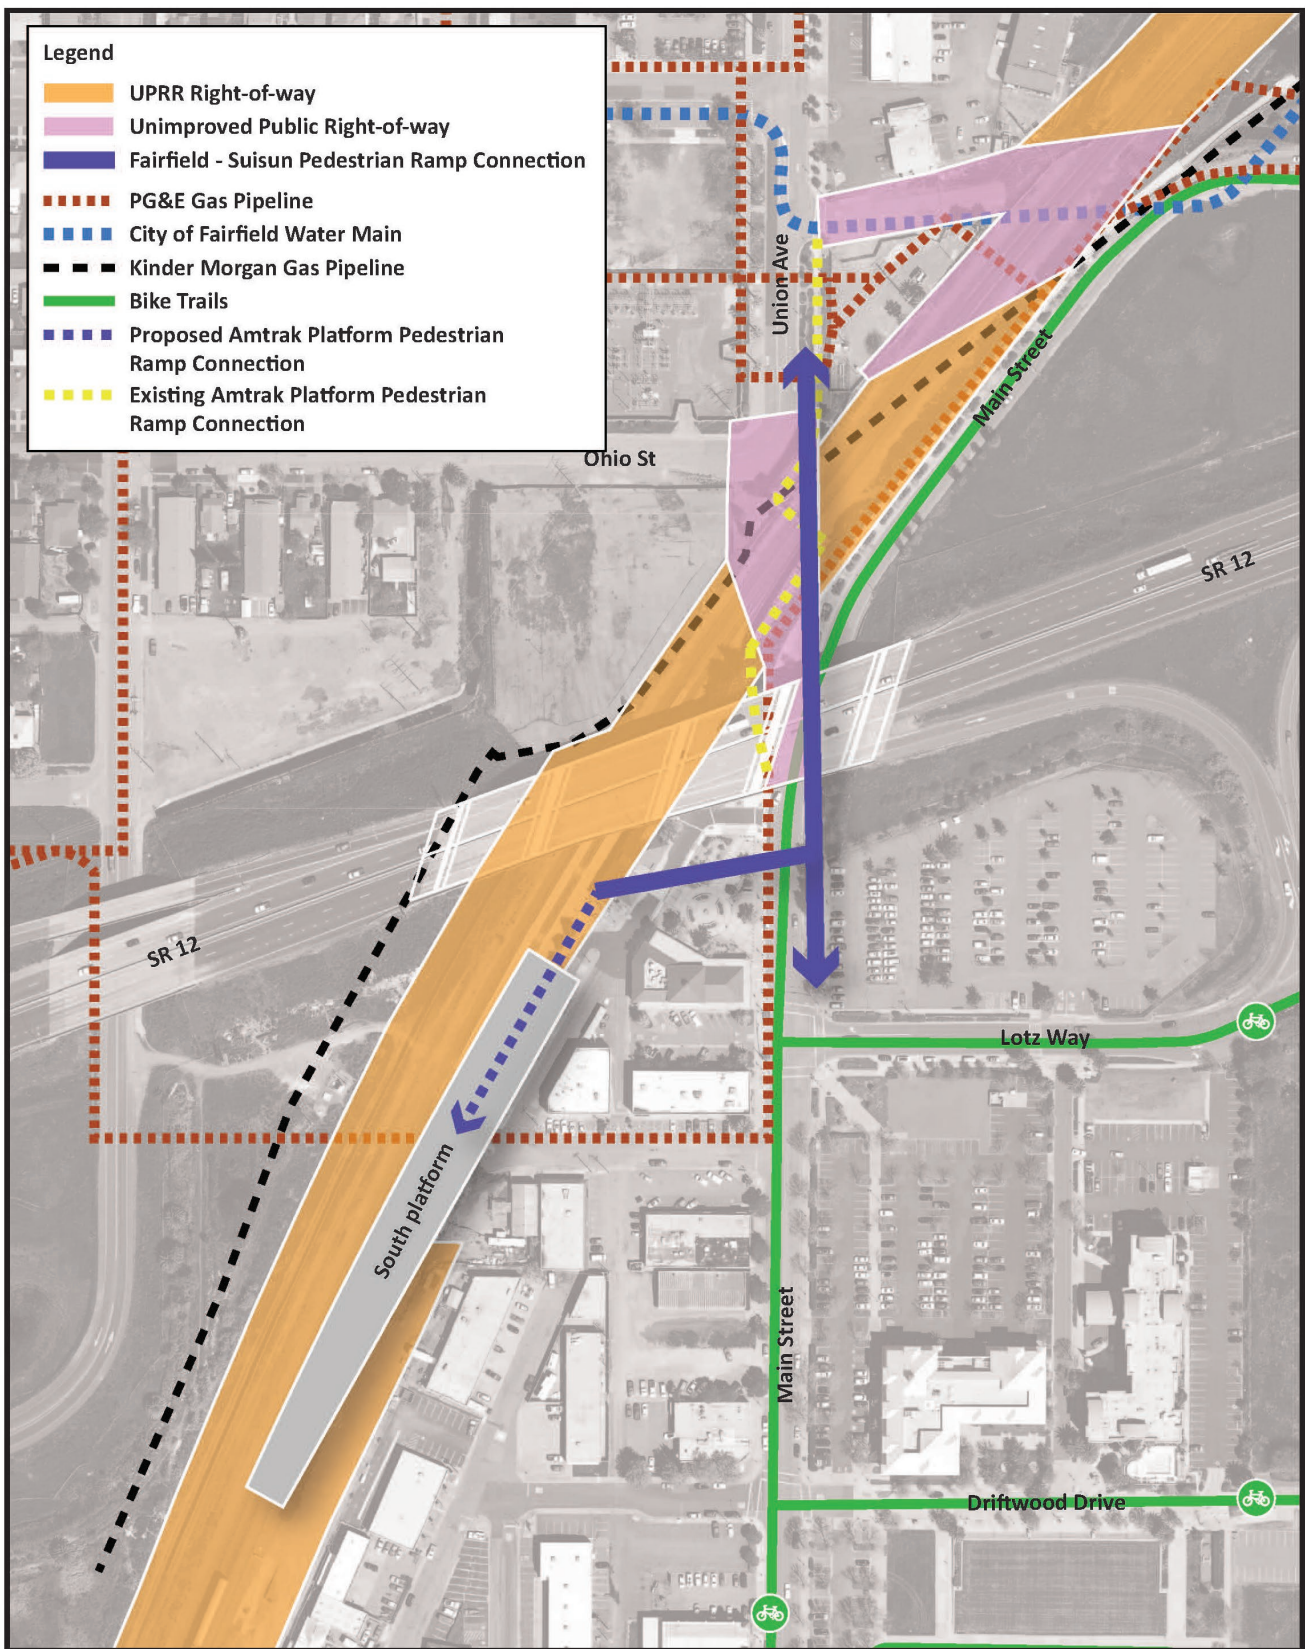 Legend
UPRR Right-of-way
Unimproved Public Right-of-way
Fairfield - Suisun Pedestrian Ramp Connection
PG&E Gas Pipeline
City of Fairfield Water Main
Kinder Morgan Gas Pipeline
Bike Trails
Proposed Amtrak Platform Pedestrian
Ramp Connection
Existing Amtrak Platform Pedestrian
Ramp Connection
Union Ave
Main Street
Ohio St
SR 12
SR 12
Lotz Way
South platform
Main Street
Driftwood Drive